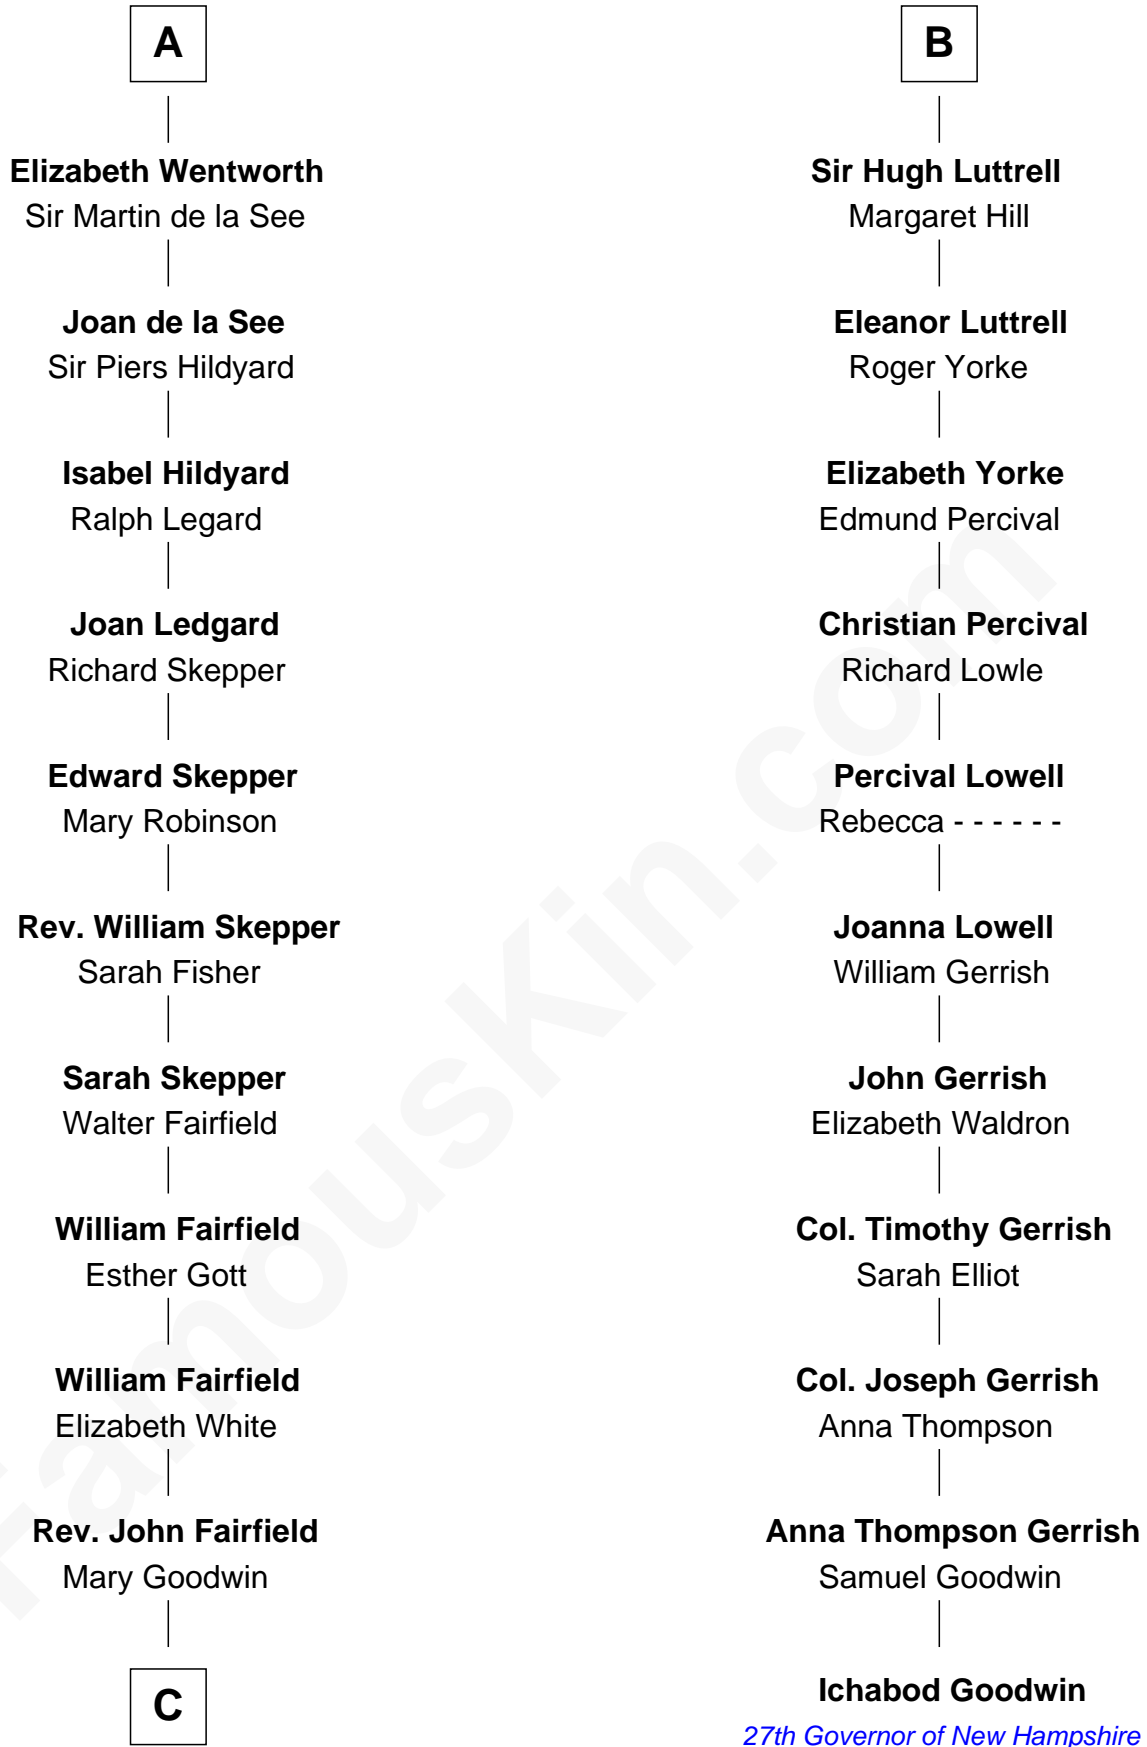 A
Elizabeth Wentworth
Sir Martin de la See
Joan de la See
Sir Piers Hildyard
Isabel Hildyard
Ralph Legard
Joan Ledgard
Richard Skepper
Edward Skepper
Mary Robinson
Rev. William Skepper
Sarah Fisher
Sarah Skepper
Walter Fairfield
William Fairfield
Esther Gott
William Fairfield
Elizabeth White
Rev. John Fairfield
Mary Goodwin
C
B
Sir Hugh Luttrell
Margaret Hill
Eleanor Luttrell
Roger Yorke
Elizabeth Yorke
Edmund Percival
Christian Percival
Richard Lowle
Percival Lowell
Rebecca - - - - - -
Joanna Lowell
William Gerrish
John Gerrish
Elizabeth Waldron
Col. Timothy Gerrish
Sarah Elliot
Col. Joseph Gerrish
Anna Thompson
Anna Thompson Gerrish
Samuel Goodwin
Ichabod Goodwin
27th Governor of New Hampshire
FamousKin.com